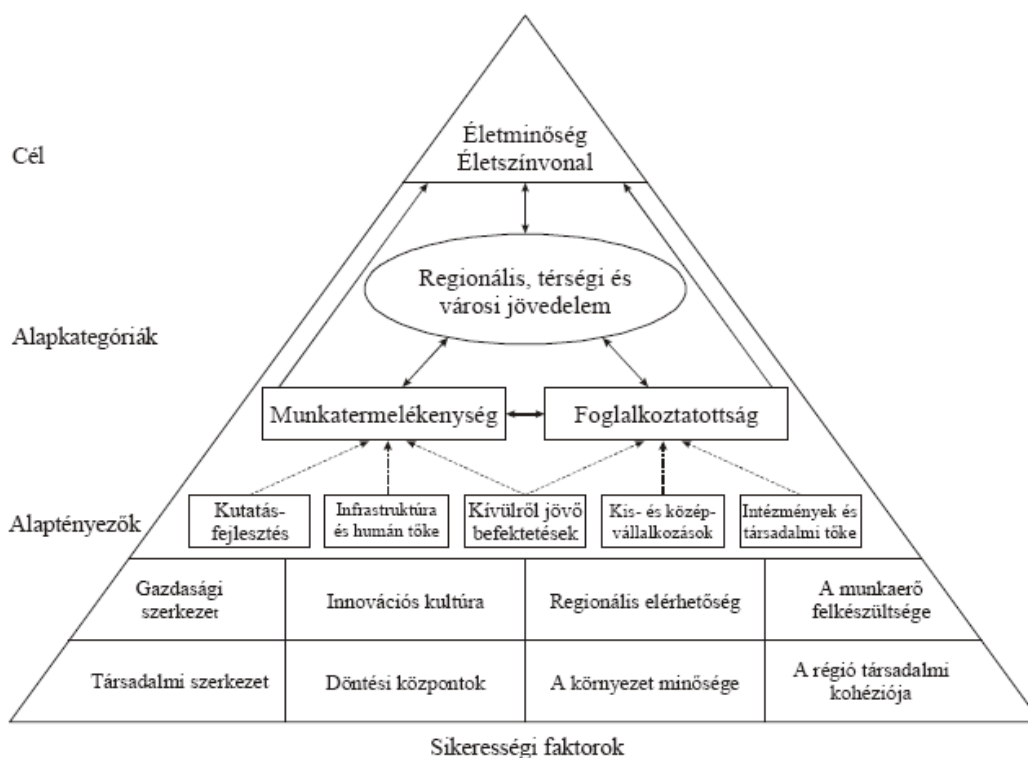 Cél
Életminőség
Életszínvonal
Regionális, térségi és
városi jövedelem
Alapkategóriák
Munkatermelékenység
Foglalkoztatottság
Alaptényezők
Kutatás-
fejlesztés
Infrastruktúra
és humán tőke
Kívülről jövő
befektetések
Kis- és közép-
vállalkozások
Intézmények és
társadalmi tőke
Gazdasági
szerkezet
Innovációs kultúra
Regionális elérhetőség
A munkaerő
felkészültsége
Társadalmi szerkezet
Döntési központok
A környezet minősége
A régió társadalmi
kohéziója
Sikerességi faktorok